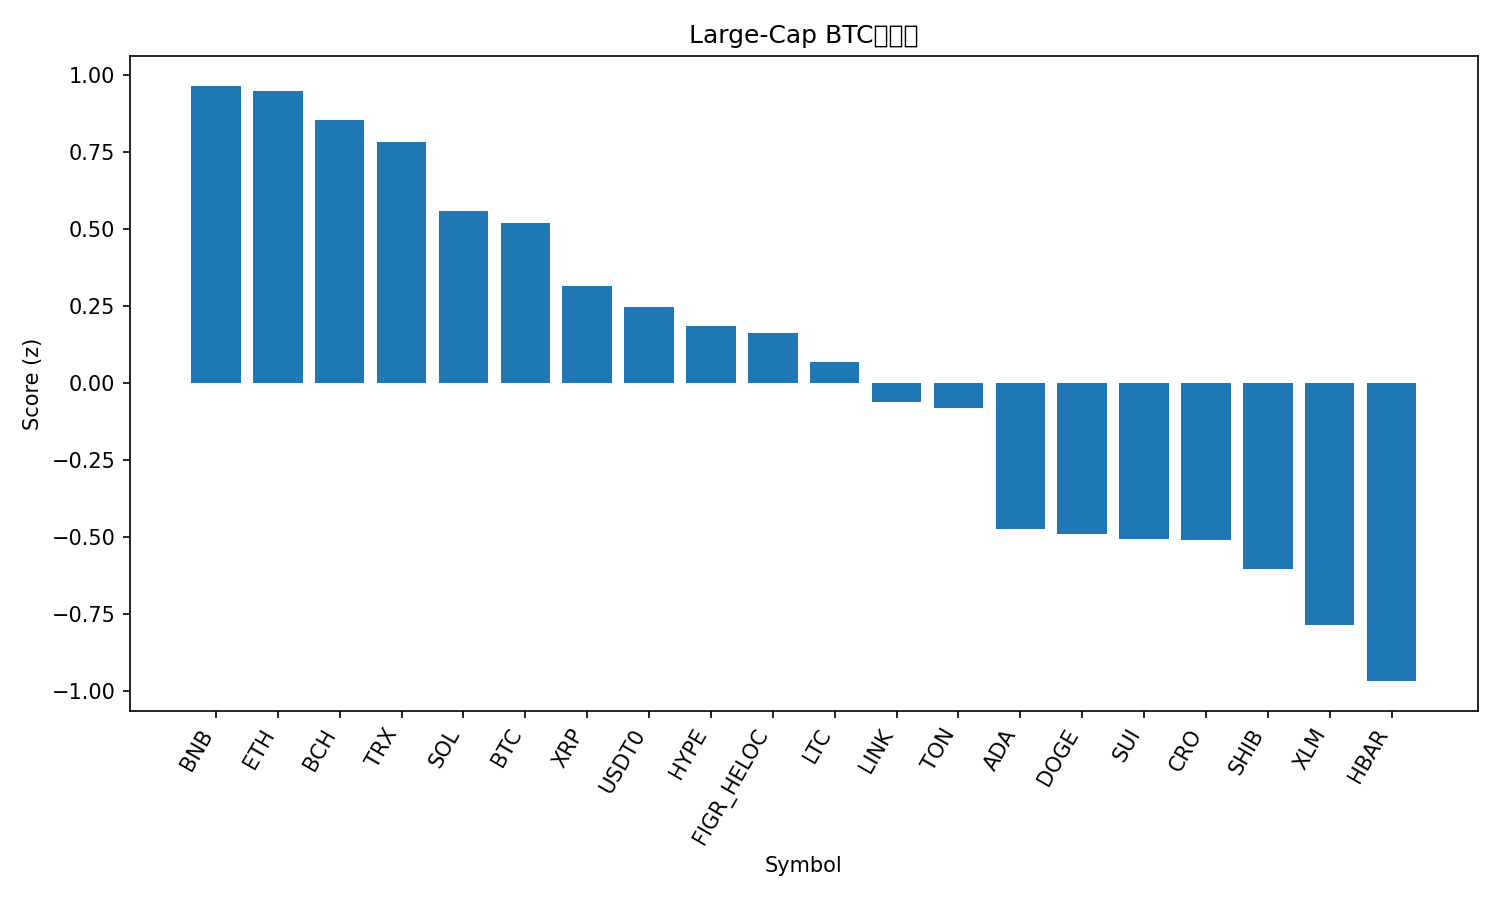 Large-Cap BTC
1.00
0.75
0.50
0.25
0.00
−0.25
−0.50
−0.75
−1.00
Score (z)
BNB
ETH
BCH
TRX
SOL
BTC
XRP
USDT0
HYPE
FIGR_HELOC
LTC
LINK
TON
ADA
DOGE
SUI
CRO
SHIB
XLM
HBAR
Symbol